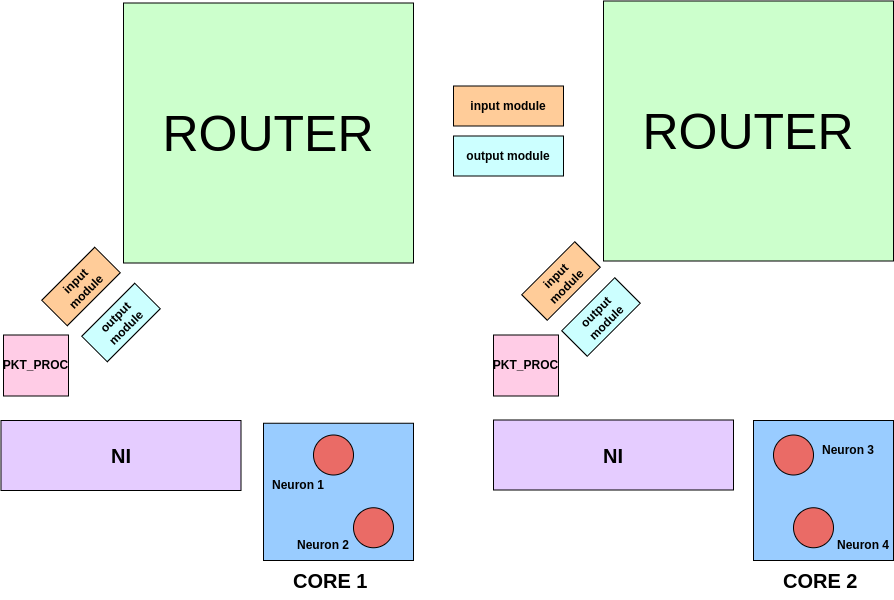 ROUTER
input module
output module
ROUTER
input
module
output
module
input
module
output
module
PKT_PROC
PKT_PROC
NI
Neuron 1
Neuron 2
NI
Neuron 3
Neuron 4
CORE 1
CORE 2